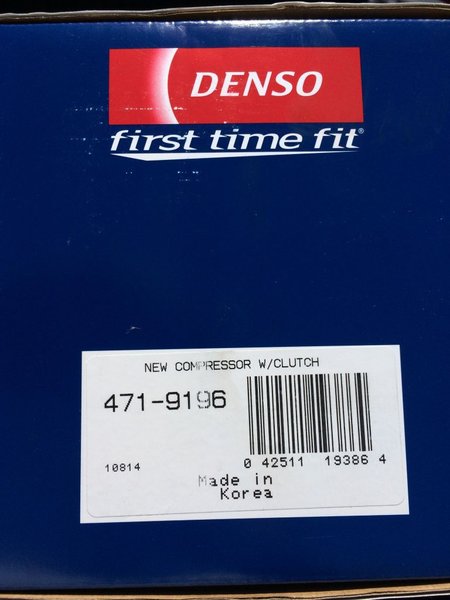 DENSO
first time fit®
NEW COMPRESSOR W/CLUTCH
471-9196
0 42511 19386 4
10814
Made in
Korea